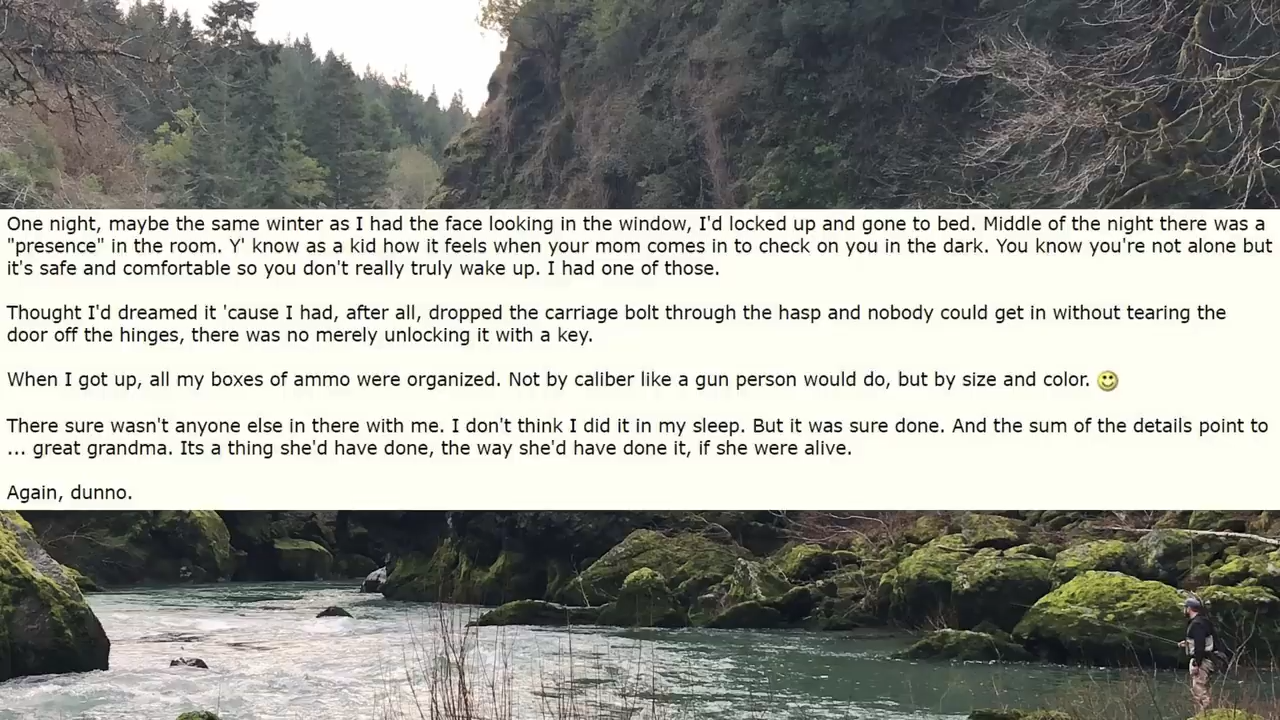 One night, maybe the same winter as I had the face looking in the window, I'd locked up and gone to bed. Middle of the night there was a
"presence" in the room. Y' know as a kid how it feels when your mom comes in to check on you in the dark. You know you're not alone but
it's safe and comfortable so you don't really truly wake up. I had one of those.
Thought I'd dreamed it 'cause I had, after all, dropped the carriage bolt through the hasp and nobody could get in without tearing the
door off the hinges, there was no merely unlocking it with a key.
When I got up, all my boxes of ammo were organized. Not by caliber like a gun person would do, but by size and color.
There sure wasn't anyone else in there with me. I don't think I did it in my sleep. But it was sure done. And the sum of the details point to
... great grandma. Its a thing she'd have done, the way she'd have done it, if she were alive.
Again, dunno.